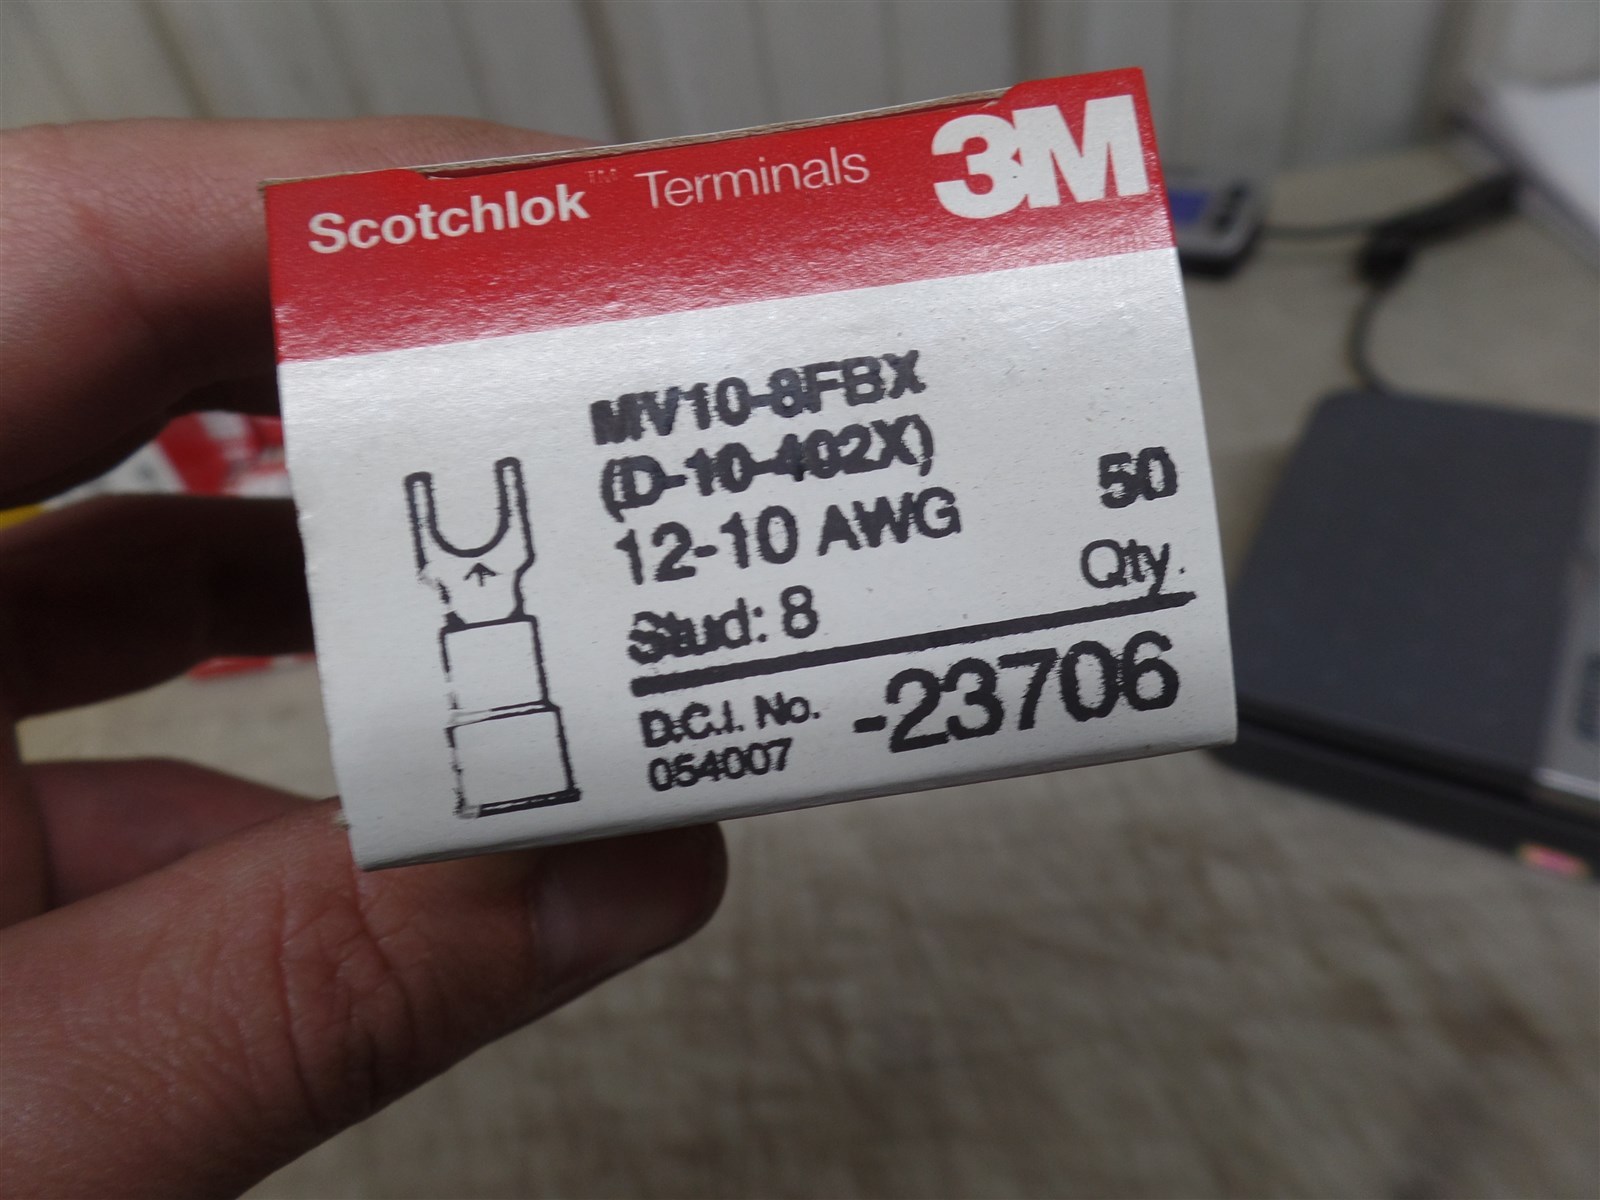 Scotchlok™ Terminals 3M
MV10-8FBX
(D-10-402X)
12-10 AWG
50
Qty.
Stud: 8
D.C.I. No.
054007
-23706